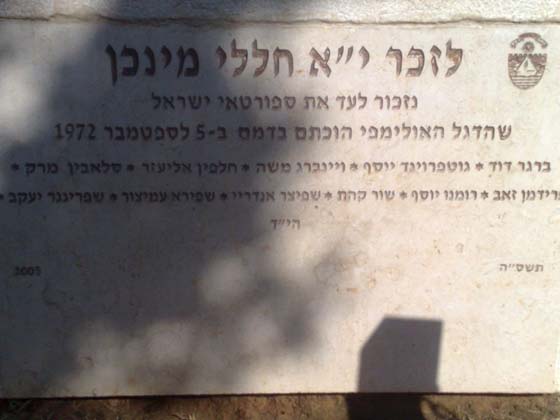 לזכר י״א חללי מינכן
נזכור לעד את ספורטאי ישראל
שהדגל האולימפי הוכתם בדמם ב-5 לספטמבר 1972
ברגר דוד * גוטפרוינד יוסף * ויינברג משה * חלפין אליעזר * סלאבין מרק *
פרידמן זאב * רומנו יוסף * שור קהת * שפיצר אנדריי * שפירא עמיצור * שפרינגר יעקב *
הי״ד
תשס״ה 2005